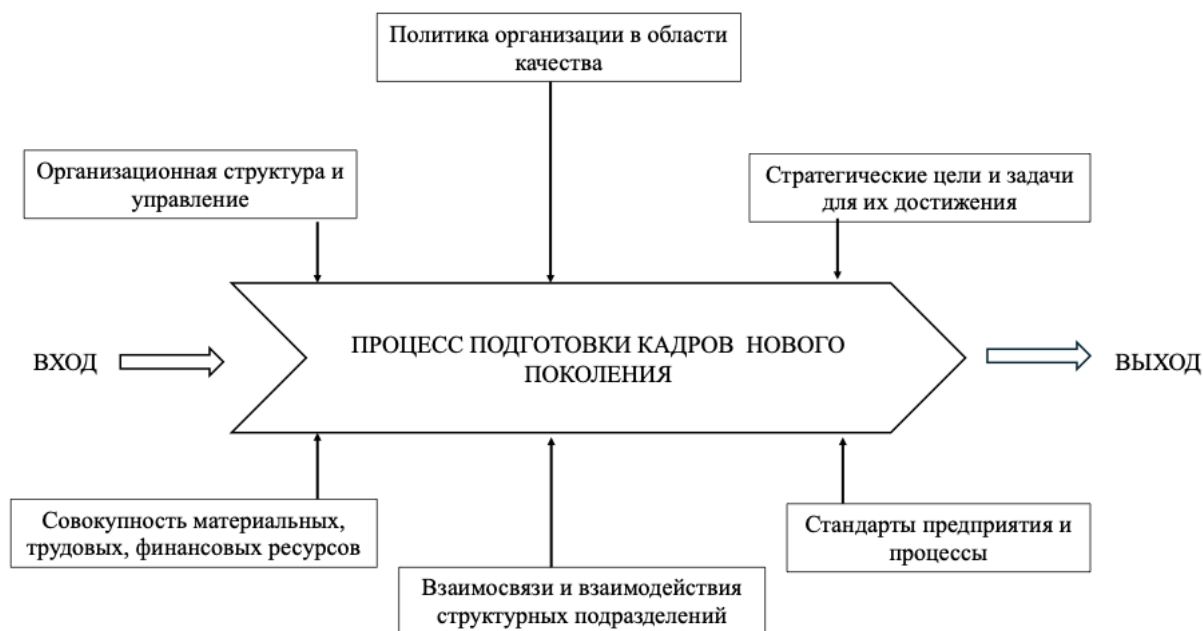 Политика организации в области
качества
Организационная структура и
управление
Стратегические цели и задачи
для их достижения
ВХОД
ПРОЦЕСС ПОДГОТОВКИ КАДРОВ НОВОГО
ПОКОЛЕНИЯ
ВЫХОД
Совокупность материальных,
трудовых, финансовых ресурсов
Взаимосвязи и взаимодействия
структурных подразделений
Стандарты предприятия и
процессы